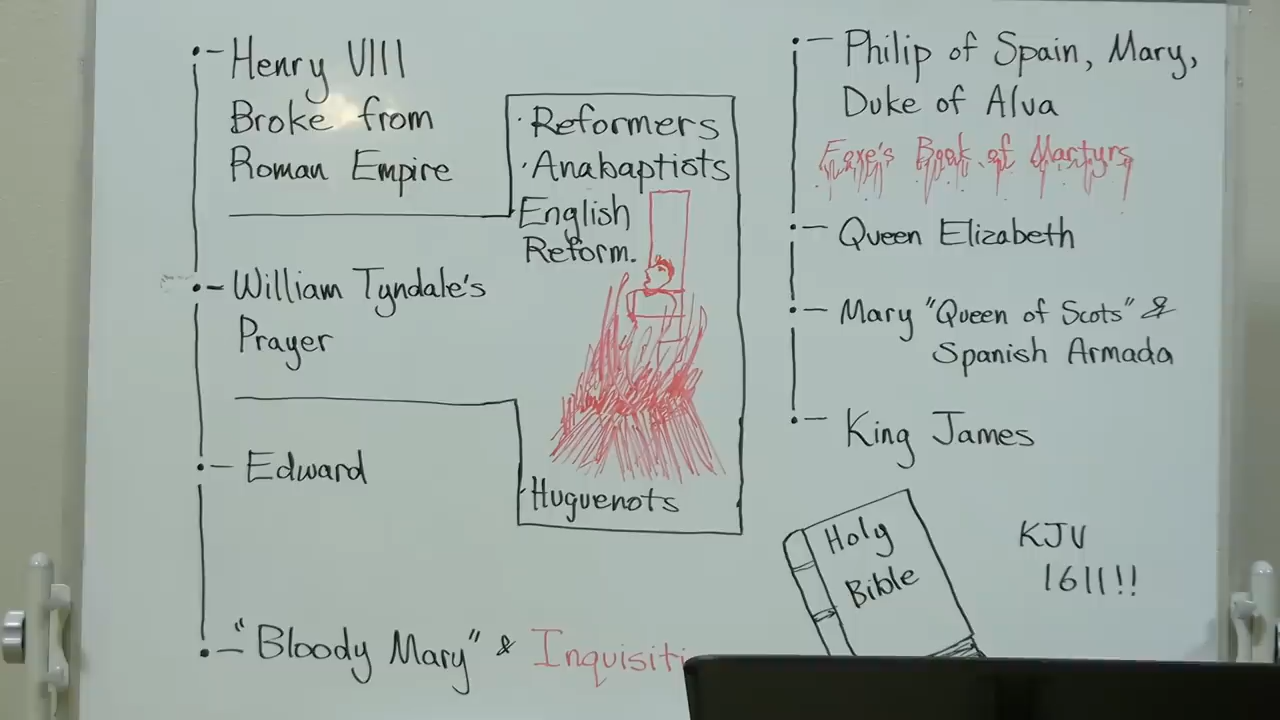 Henry VIII
Broke from
Roman Empire
William Tyndale's
Prayer
Edward
"Bloody Mary" & Inquisiti
Reformers
Anabaptists
English
Reform.
Huguenots
Philip of Spain, Mary,
Duke of Alva
Foxe's Book of Martyrs
Queen Elizabeth
Mary "Queen of Scots" &
Spanish Armada
King James
Holy
Bible
KJV
1611!!